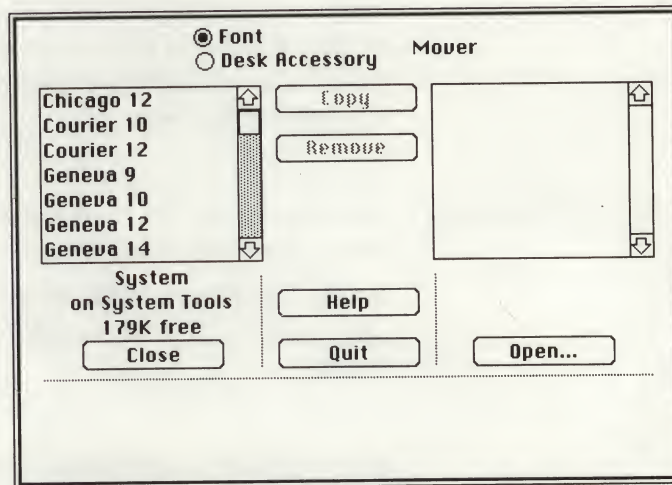 Font
Desk Accessory
Mover
Chicago 12
Courier 10
Courier 12
Geneva 9
Geneva 10
Geneva 12
Geneva 14
Copy
Remove
System
on System Tools
179K free
Close
Help
Quit
Open...